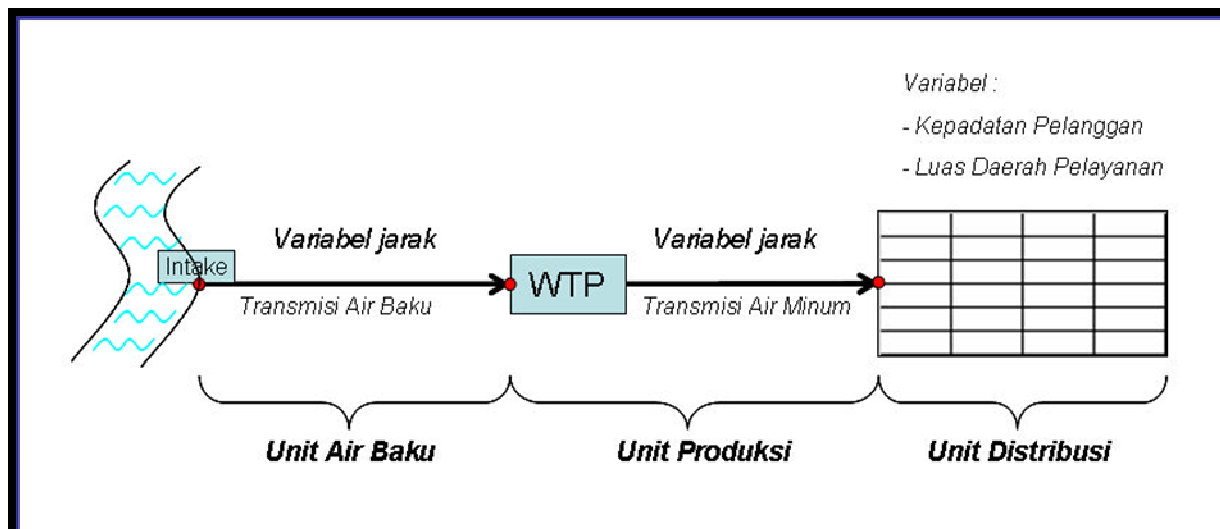 Variabel :
- Kepadatan Pelanggan
- Luas Daerah Pelayanan
Variabel jarak
Variabel jarak
Intake
WTP
Transmisi Air Baku
Transmisi Air Minum
Unit Air Baku
Unit Produksi
Unit Distribusi